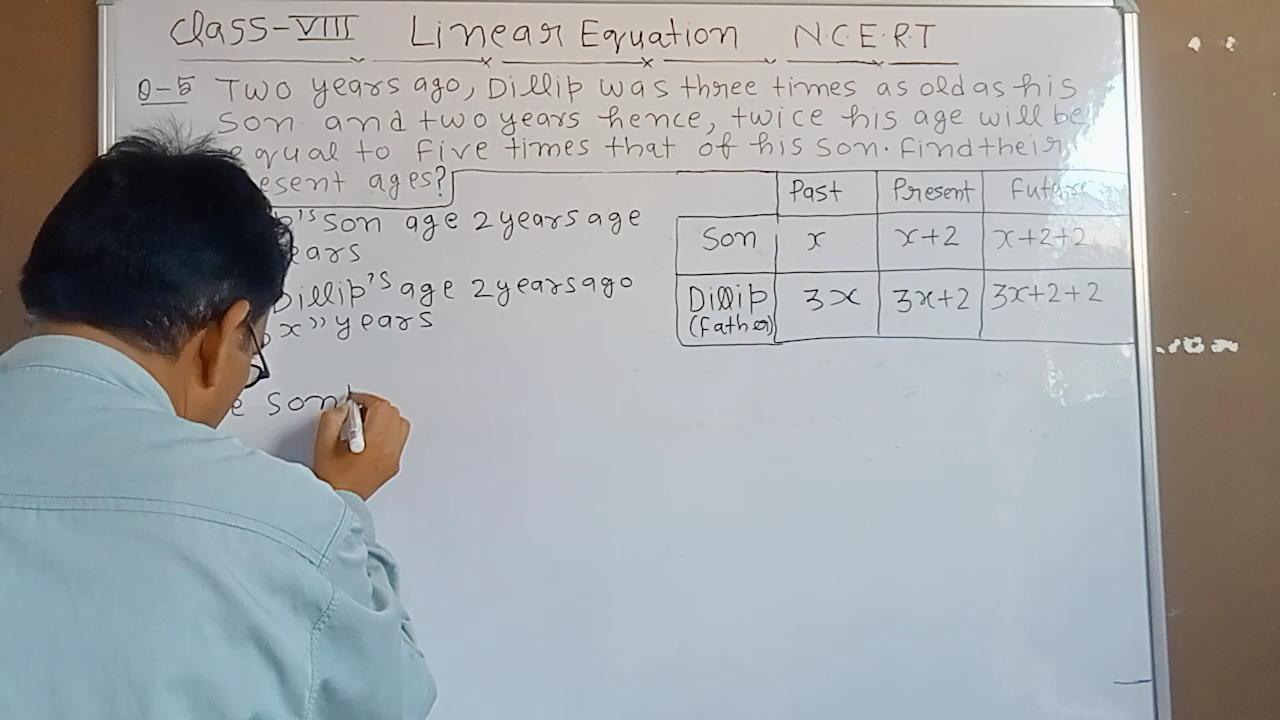 Class-VIII Linear Equation N.C.E.R.T
Q-5 Two years ago, Dillip was three times as old as his
son and two years hence, twice his age will be
equal to five times that of his son. Find their
esent ages?
's son age 2 years age
ears
Dillip's age 2 years ago
x" years
e son
Past Present Future
Son x x+2 x+2+2
Dillip 3x 3x+2 3x+2+2
(Father)